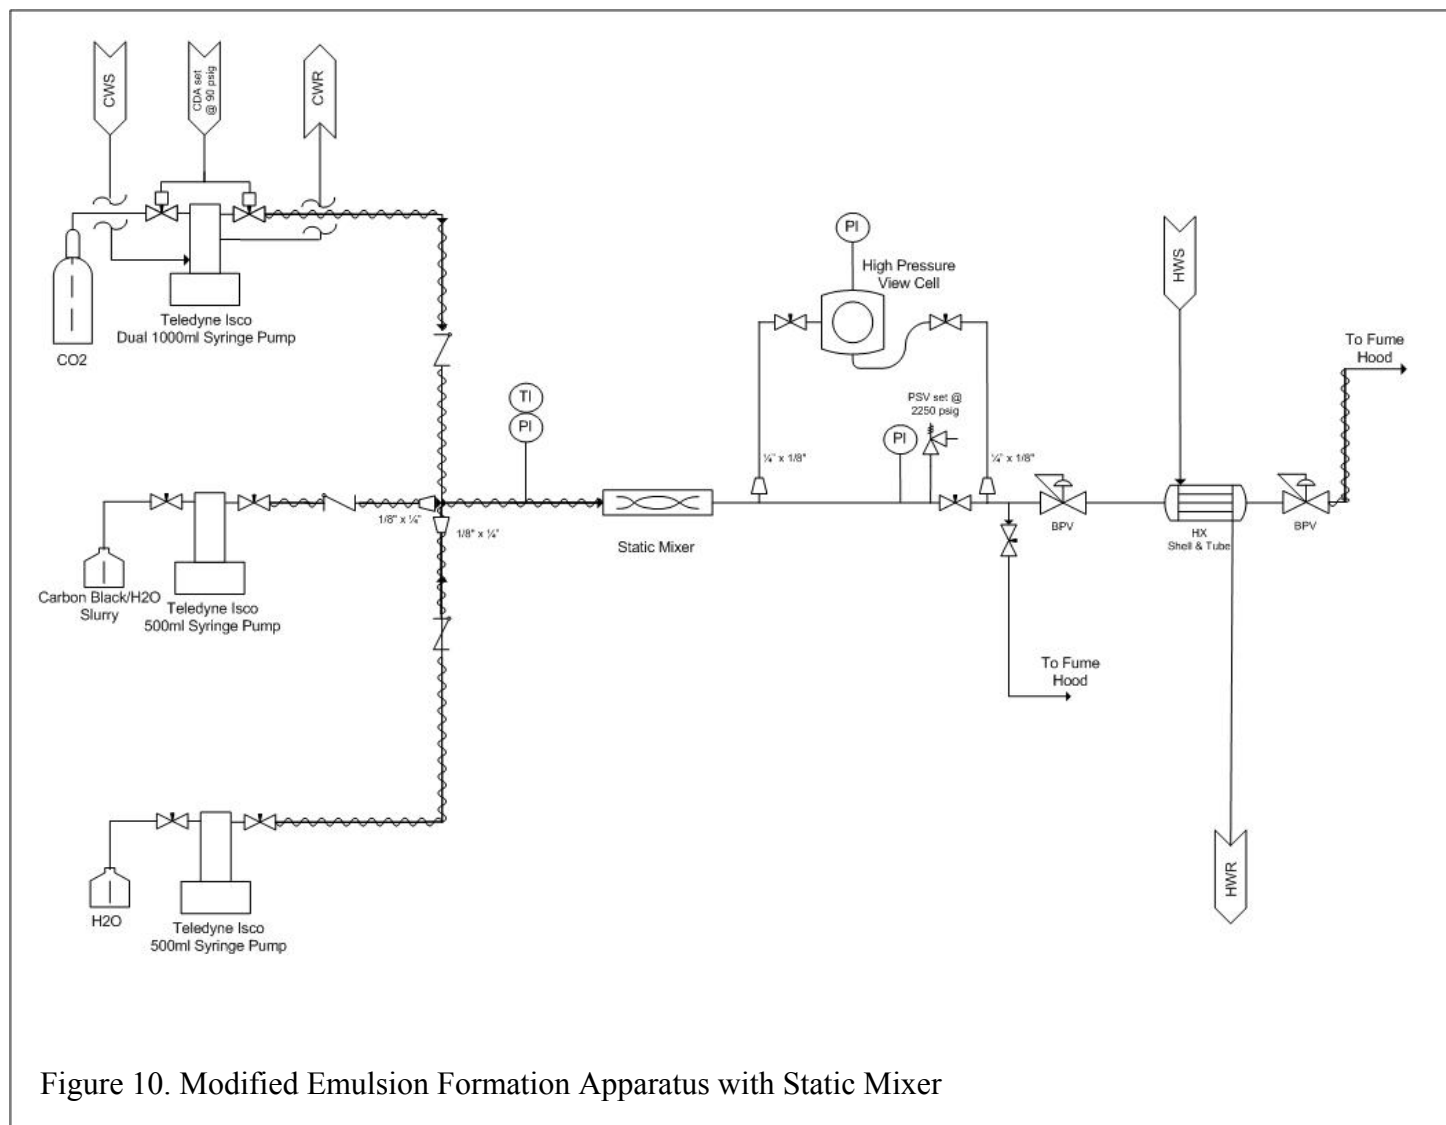 CWS
CDA set
@ 90 psig
CWR
CO2
Teledyne Isco
Dual 1000ml Syringe Pump
PI
High Pressure
View Cell
HWS
To Fume
Hood
TI
PI
PSV set @
2250 psig
PI
¼" x 1/8"
¼" x 1/8"
1/8" x ¼"
1/8" x ¼"
Static Mixer
BPV
HX
Shell & Tube
BPV
Carbon Black/H2O
Slurry
Teledyne Isco
500ml Syringe Pump
To Fume
Hood
H2O
Teledyne Isco
500ml Syringe Pump
HWR
Figure 10. Modified Emulsion Formation Apparatus with Static Mixer